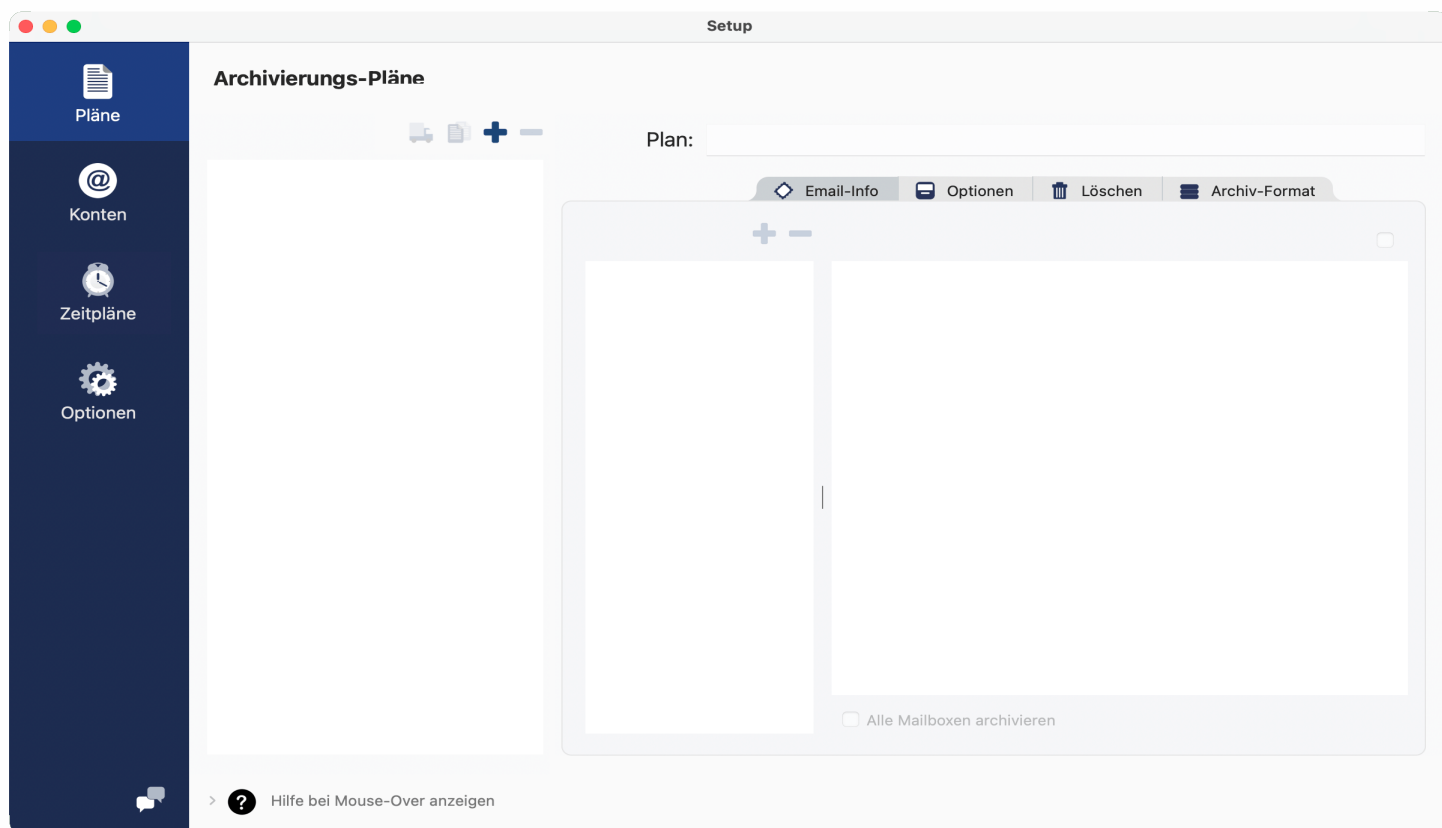 Setup
Pläne
Konten
Zeitpläne
Optionen
Archivierungs-Pläne
Plan:
Email-Info
Optionen
Löschen
Archiv-Format
Alle Mailboxen archivieren
Hilfe bei Mouse-Over anzeigen